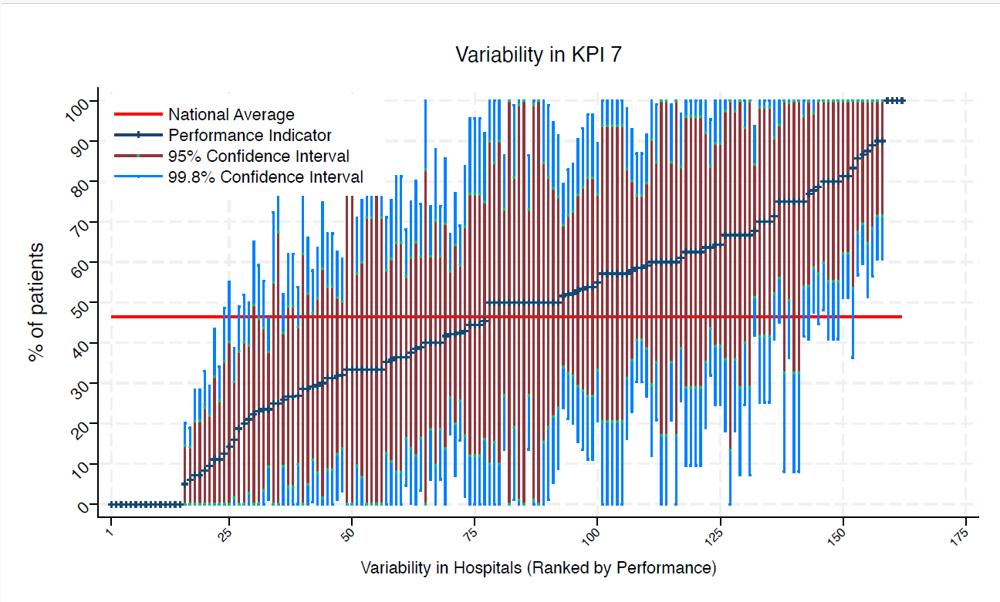 Variability in KPI 7
National Average
Performance Indicator
95% Confidence Interval
99.8% Confidence Interval
100
90
80
70
60
50
40
30
20
10
0
% of patients
1
25
50
75
100
125
150
175
Variability in Hospitals (Ranked by Performance)